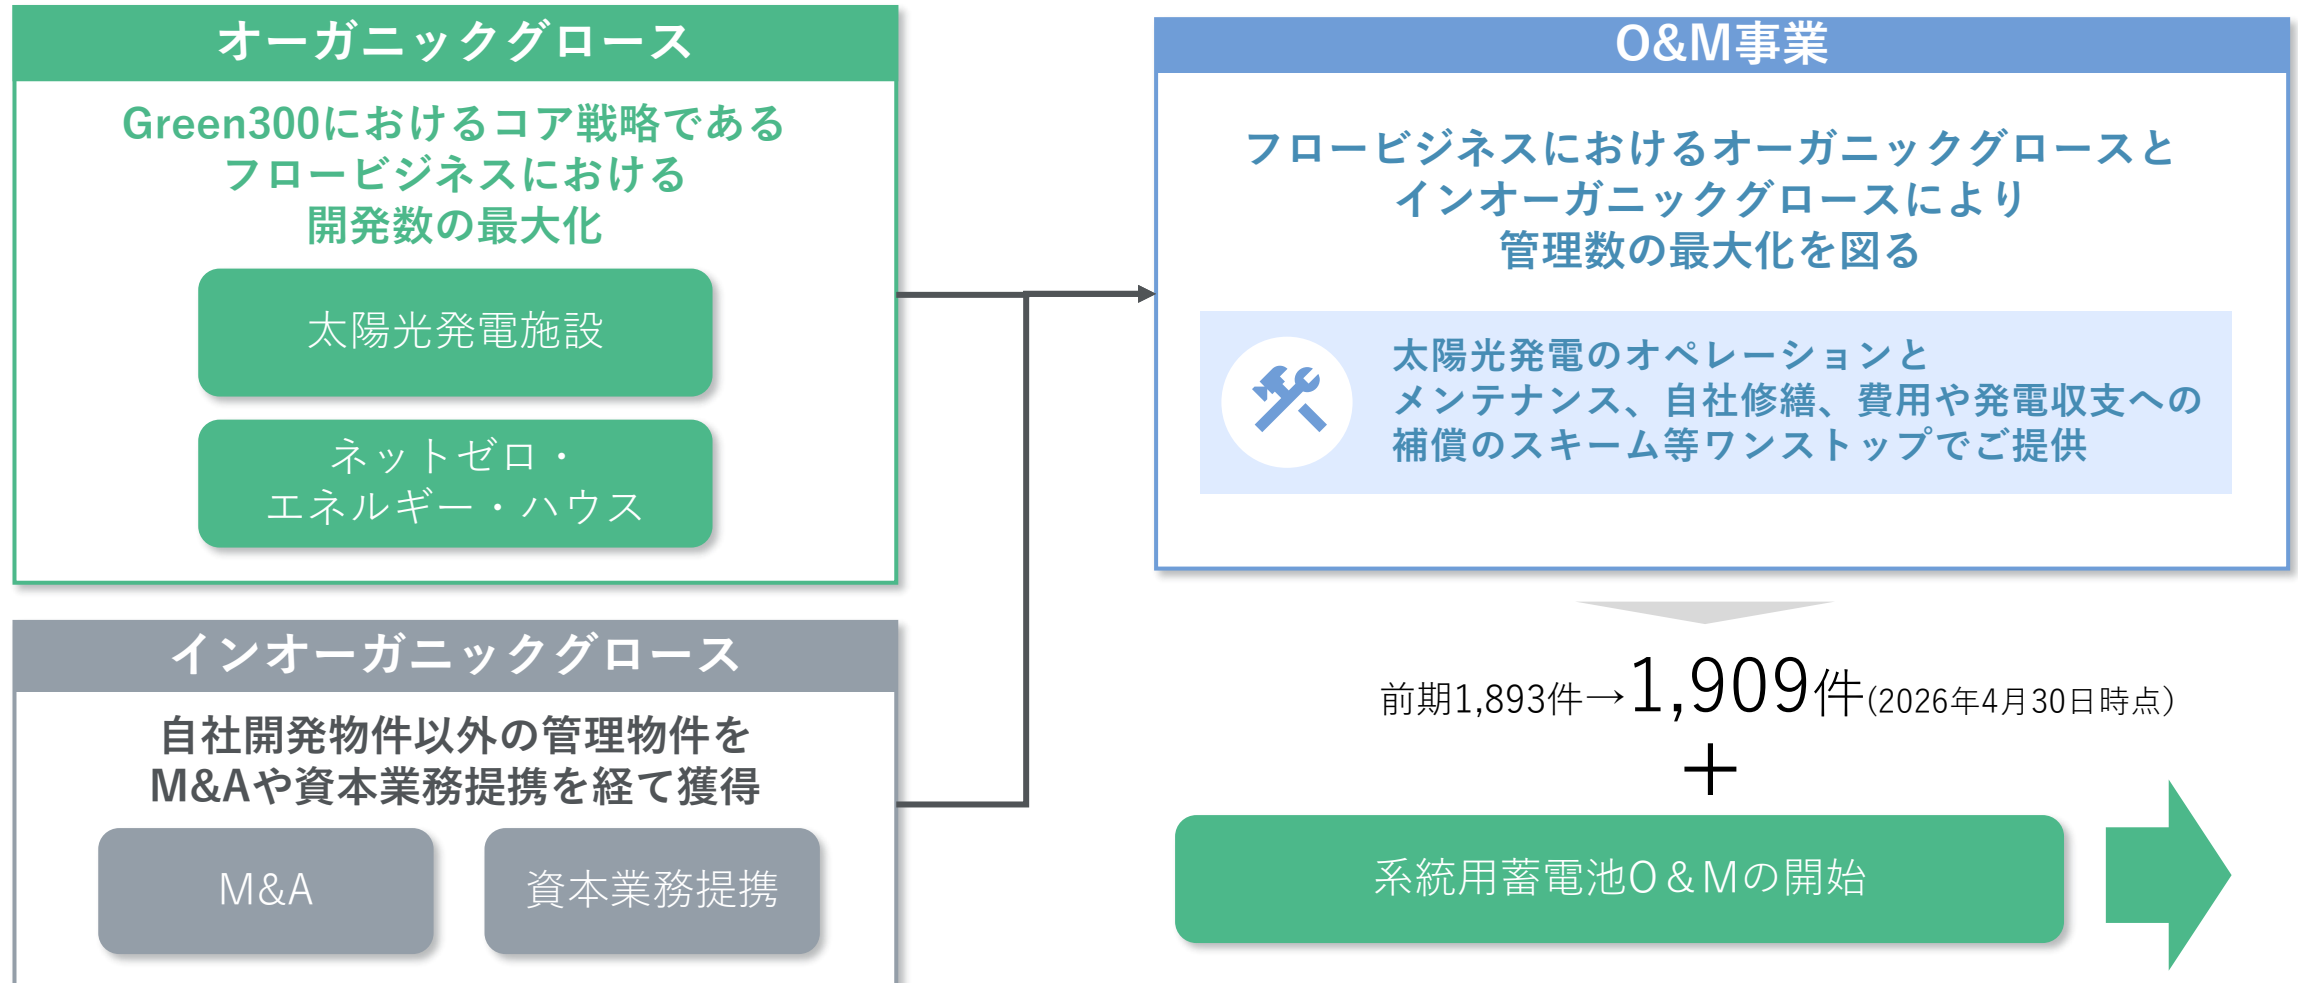 オーガニックグロース
Green300におけるコア戦略である
フロービジネスにおける
開発数の最大化
太陽光発電施設
ネットゼロ・
エネルギー・ハウス
インオーガニックグロース
自社開発物件以外の管理物件を
M&Aや資本業務提携を経て獲得
M&A
資本業務提携
O&M事業
フロービジネスにおけるオーガニックグロースと
インオーガニックグロースにより
管理数の最大化を図る
太陽光発電のオペレーションと
メンテナンス、自社修繕、費用や発電収支への
補償のスキーム等ワンストップでご提供
前期1,893件→1,909件(2026年4月30日時点)
+
系統用蓄電池O＆Mの開始